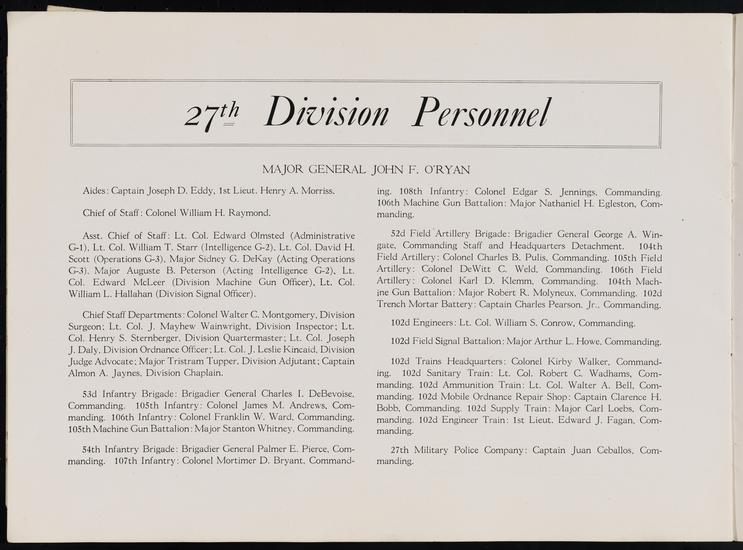 27th Division Personnel
MAJOR GENERAL JOHN F. O'RYAN
Aides: Captain Joseph D. Eddy, 1st Lieut. Henry A. Morriss.
Chief of Staff: Colonel William H. Raymond.
Asst. Chief of Staff: Lt. Col. Edward Olmsted (Administrative
G-1), Lt. Col. William T. Starr (Intelligence G-2), Lt. Col. David H.
Scott (Operations G-3), Major Sidney G. DeKay (Acting Operations
G-3), Major Auguste B. Peterson (Acting Intelligence G-2), Lt.
Col. Edward McLeer (Division Machine Gun Officer), Lt. Col.
William L. Hallahan (Division Signal Officer).
Chief Staff Departments: Colonel Walter C. Montgomery, Division
Surgeon; Lt. Col. J. Mayhew Wainwright, Division Inspector; Lt.
Col. Henry S. Sternberger, Division Quartermaster; Lt. Col. Joseph
J. Daly, Division Ordnance Officer; Lt. Col. J. Leslie Kincaid, Division
Judge Advocate; Major Tristram Tupper, Division Adjutant; Captain
Almon A. Jaynes, Division Chaplain.
53d Infantry Brigade: Brigadier General Charles I. DeBevoise,
Commanding. 105th Infantry: Colonel James M. Andrews, Com-
manding. 106th Infantry: Colonel Franklin W. Ward, Commanding.
105th Machine Gun Battalion: Major Stanton Whitney, Commanding.
54th Infantry Brigade: Brigadier General Palmer E. Pierce, Com-
manding. 107th Infantry: Colonel Mortimer D. Bryant, Command-
ing. 108th Infantry: Colonel Edgar S. Jennings, Commanding.
106th Machine Gun Battalion: Major Nathaniel H. Egleston, Com-
manding.
52d Field Artillery Brigade: Brigadier General George A. Win-
gate, Commanding Staff and Headquarters Detachment. 104th
Field Artillery: Colonel Charles B. Pulis, Commanding. 105th Field
Artillery: Colonel DeWitt C. Weld, Commanding. 106th Field
Artillery: Colonel Karl D. Klemm, Commanding. 104th Mach-
ine Gun Battalion: Major Robert R. Molyneux, Commanding. 102d
Trench Mortar Battery: Captain Charles Pearson, Jr., Commanding.
102d Engineers: Lt. Col. William S. Conrow, Commanding.
102d Field Signal Battalion: Major Arthur L. Howe, Commanding.
102d Trains Headquarters: Colonel Kirby Walker, Command-
ing. 102d Sanitary Train: Lt. Col. Robert C. Wadhams, Com-
manding. 102d Ammunition Train: Lt. Col. Walter A. Bell, Com-
manding. 102d Mobile Ordnance Repair Shop: Captain Clarence H.
Bobb, Commanding. 102d Supply Train: Major Carl Loebs, Com-
manding. 102d Engineer Train: 1st Lieut. Edward J. Fagan, Com-
manding.
27th Military Police Company: Captain Juan Ceballos, Com-
manding.